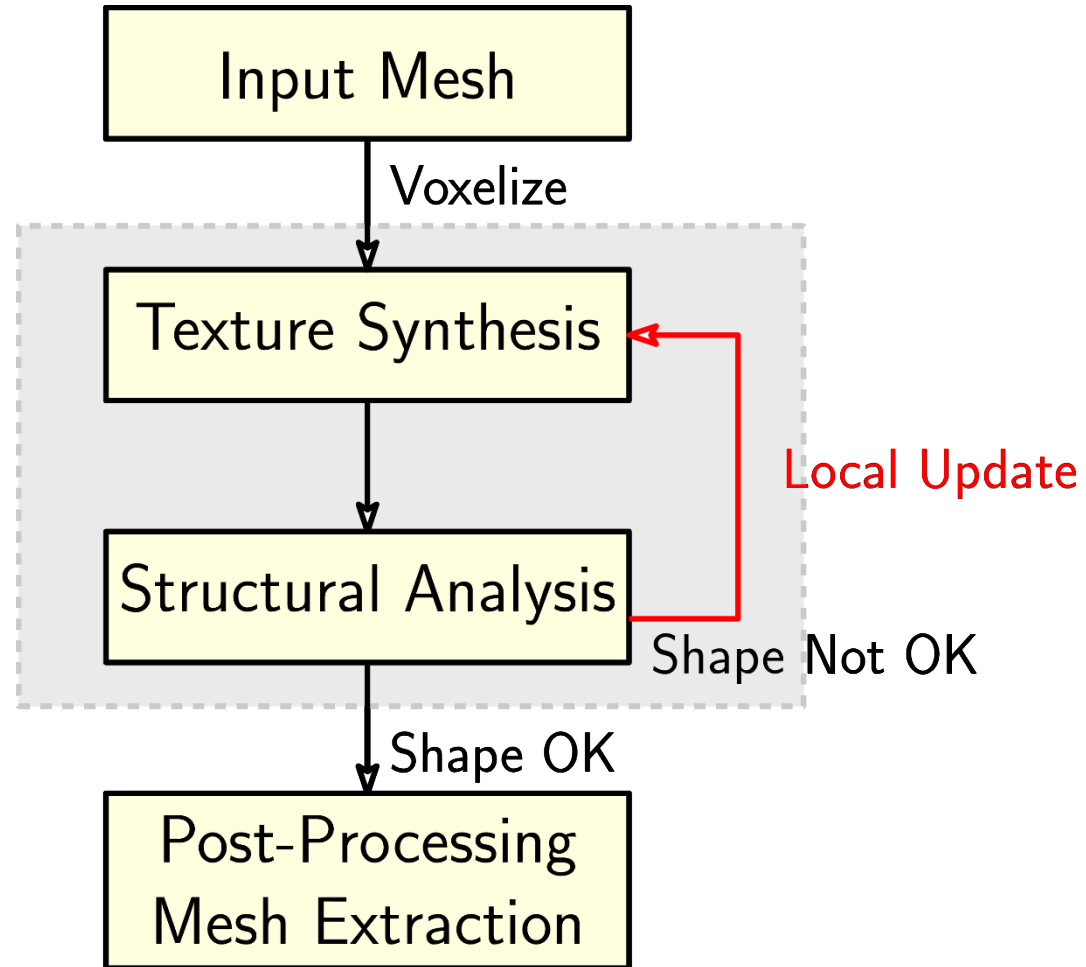 Input Mesh
Voxelize
Texture Synthesis
Local Update
Structural Analysis
Shape Not OK
Shape OK
Post-Processing
Mesh Extraction